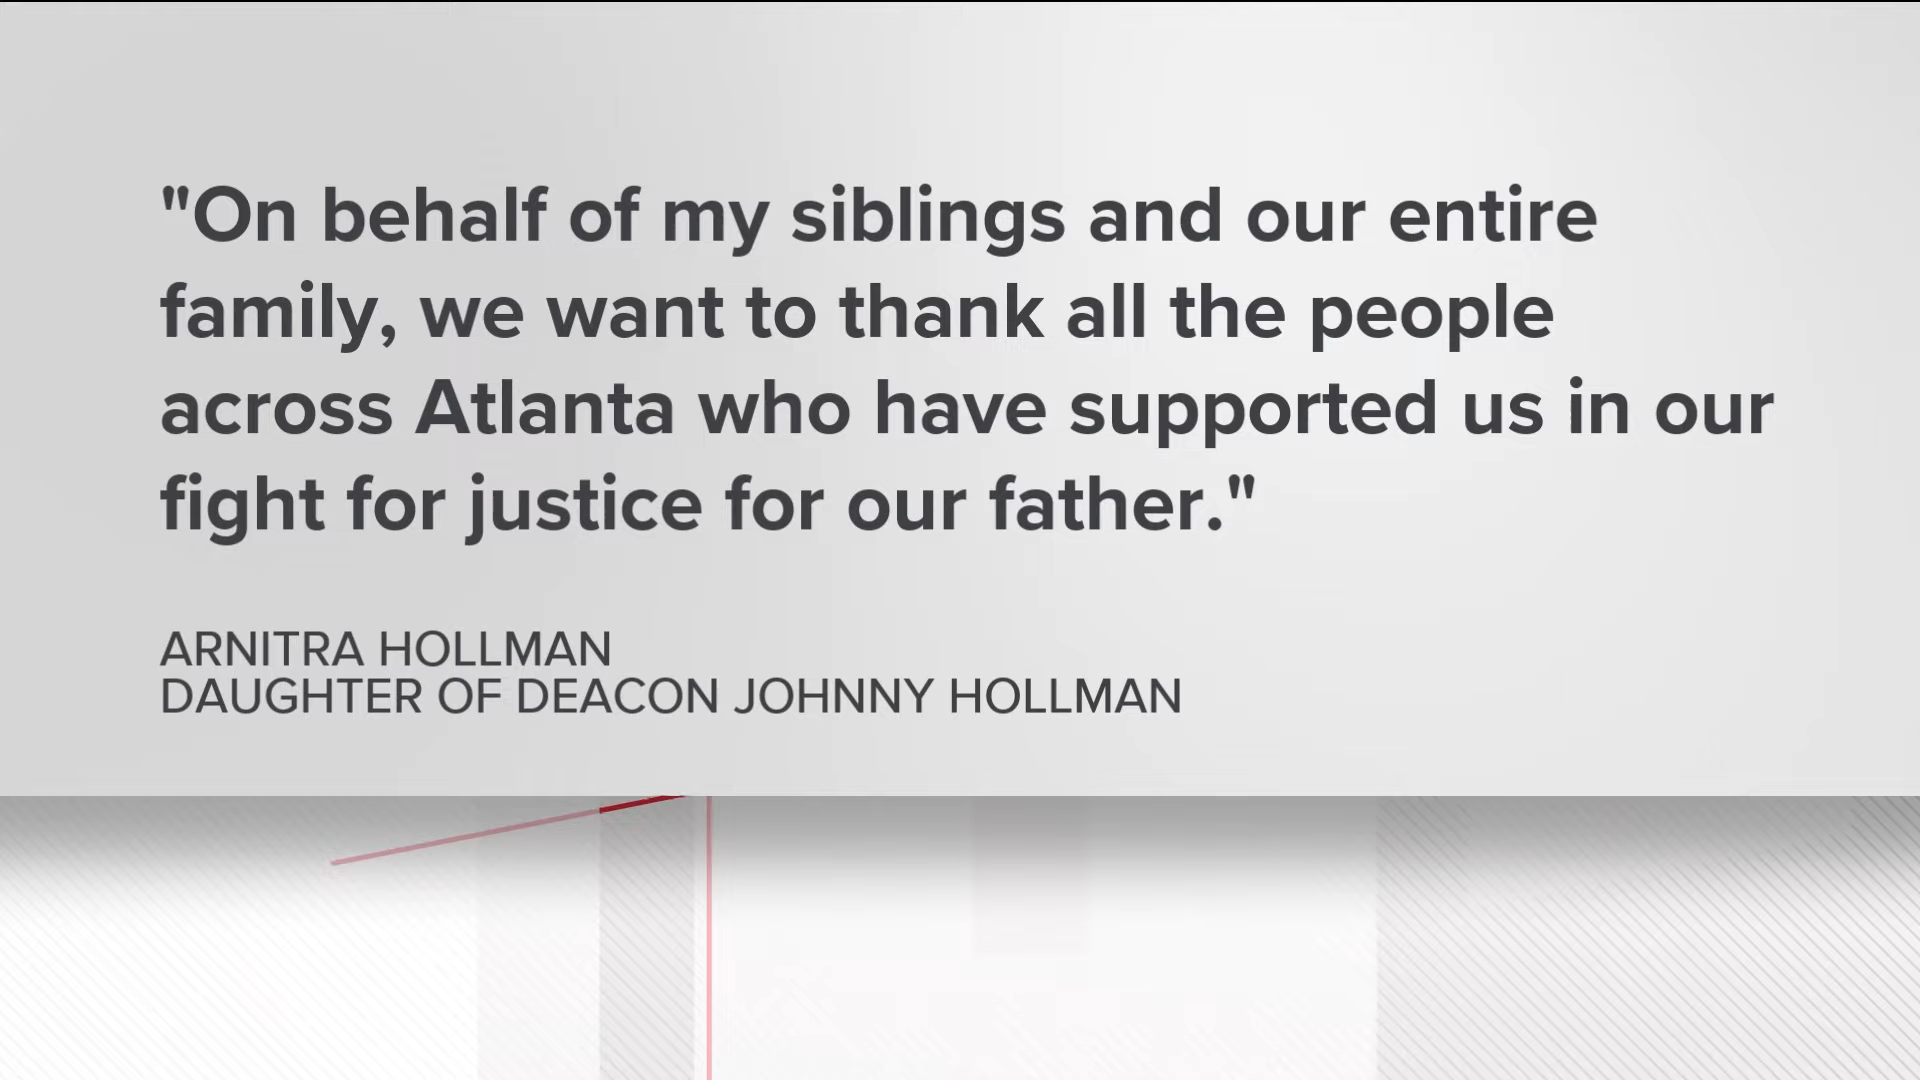 "On behalf of my siblings and our entire
family, we want to thank all the people
across Atlanta who have supported us in our
fight for justice for our father."
ARNITRA HOLLMAN
DAUGHTER OF DEACON JOHNNY HOLLMAN